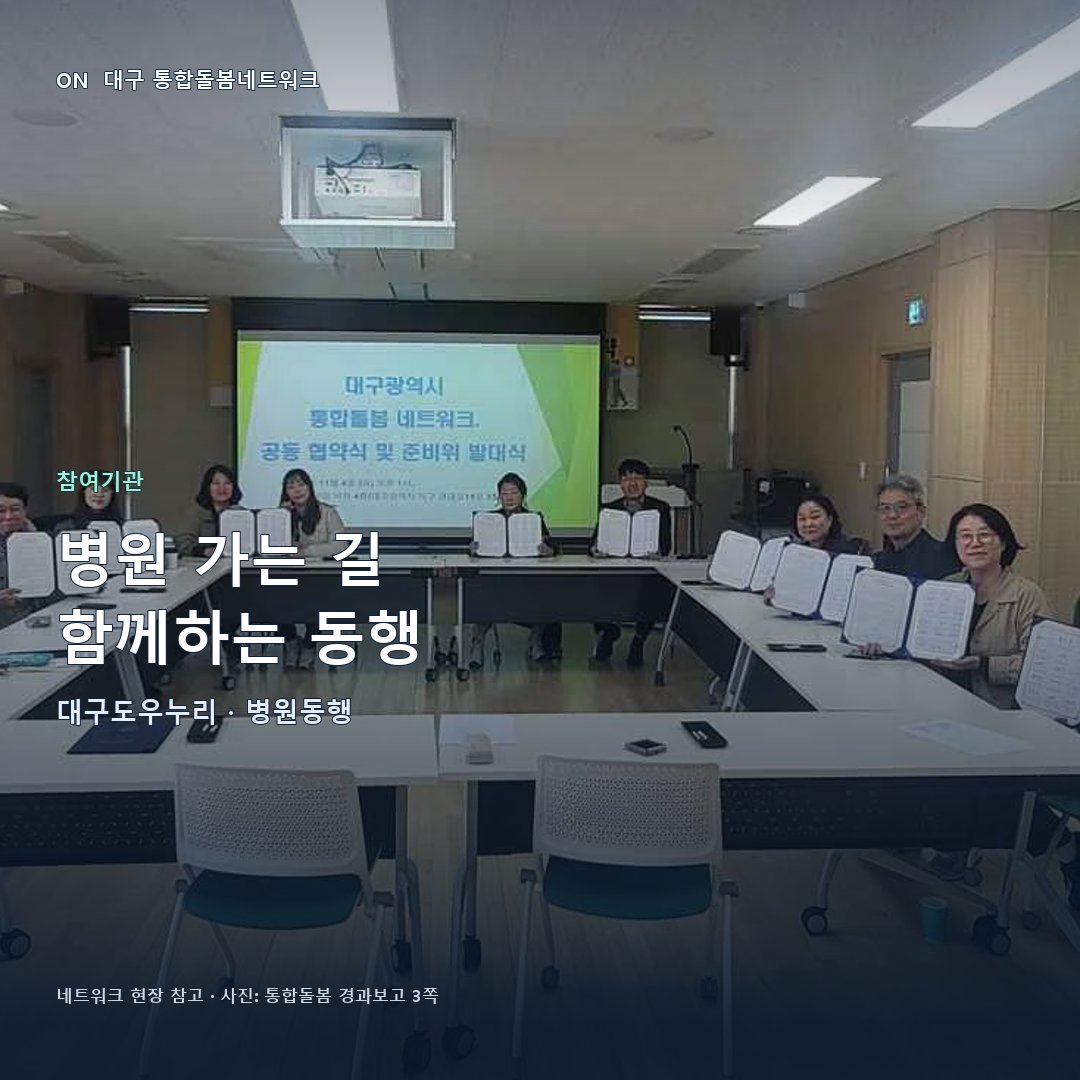 ON 대구 통합돌봄네트워크
대구광역시
통합돌봄 네트워크.
공동 협약식 및 준비위 발대식
참여기관
병원 가는 길
함께하는 동행
대구도우누리 · 병원동행
네트워크 현장 참고 · 사진: 통합돌봄 경과보고 3쪽